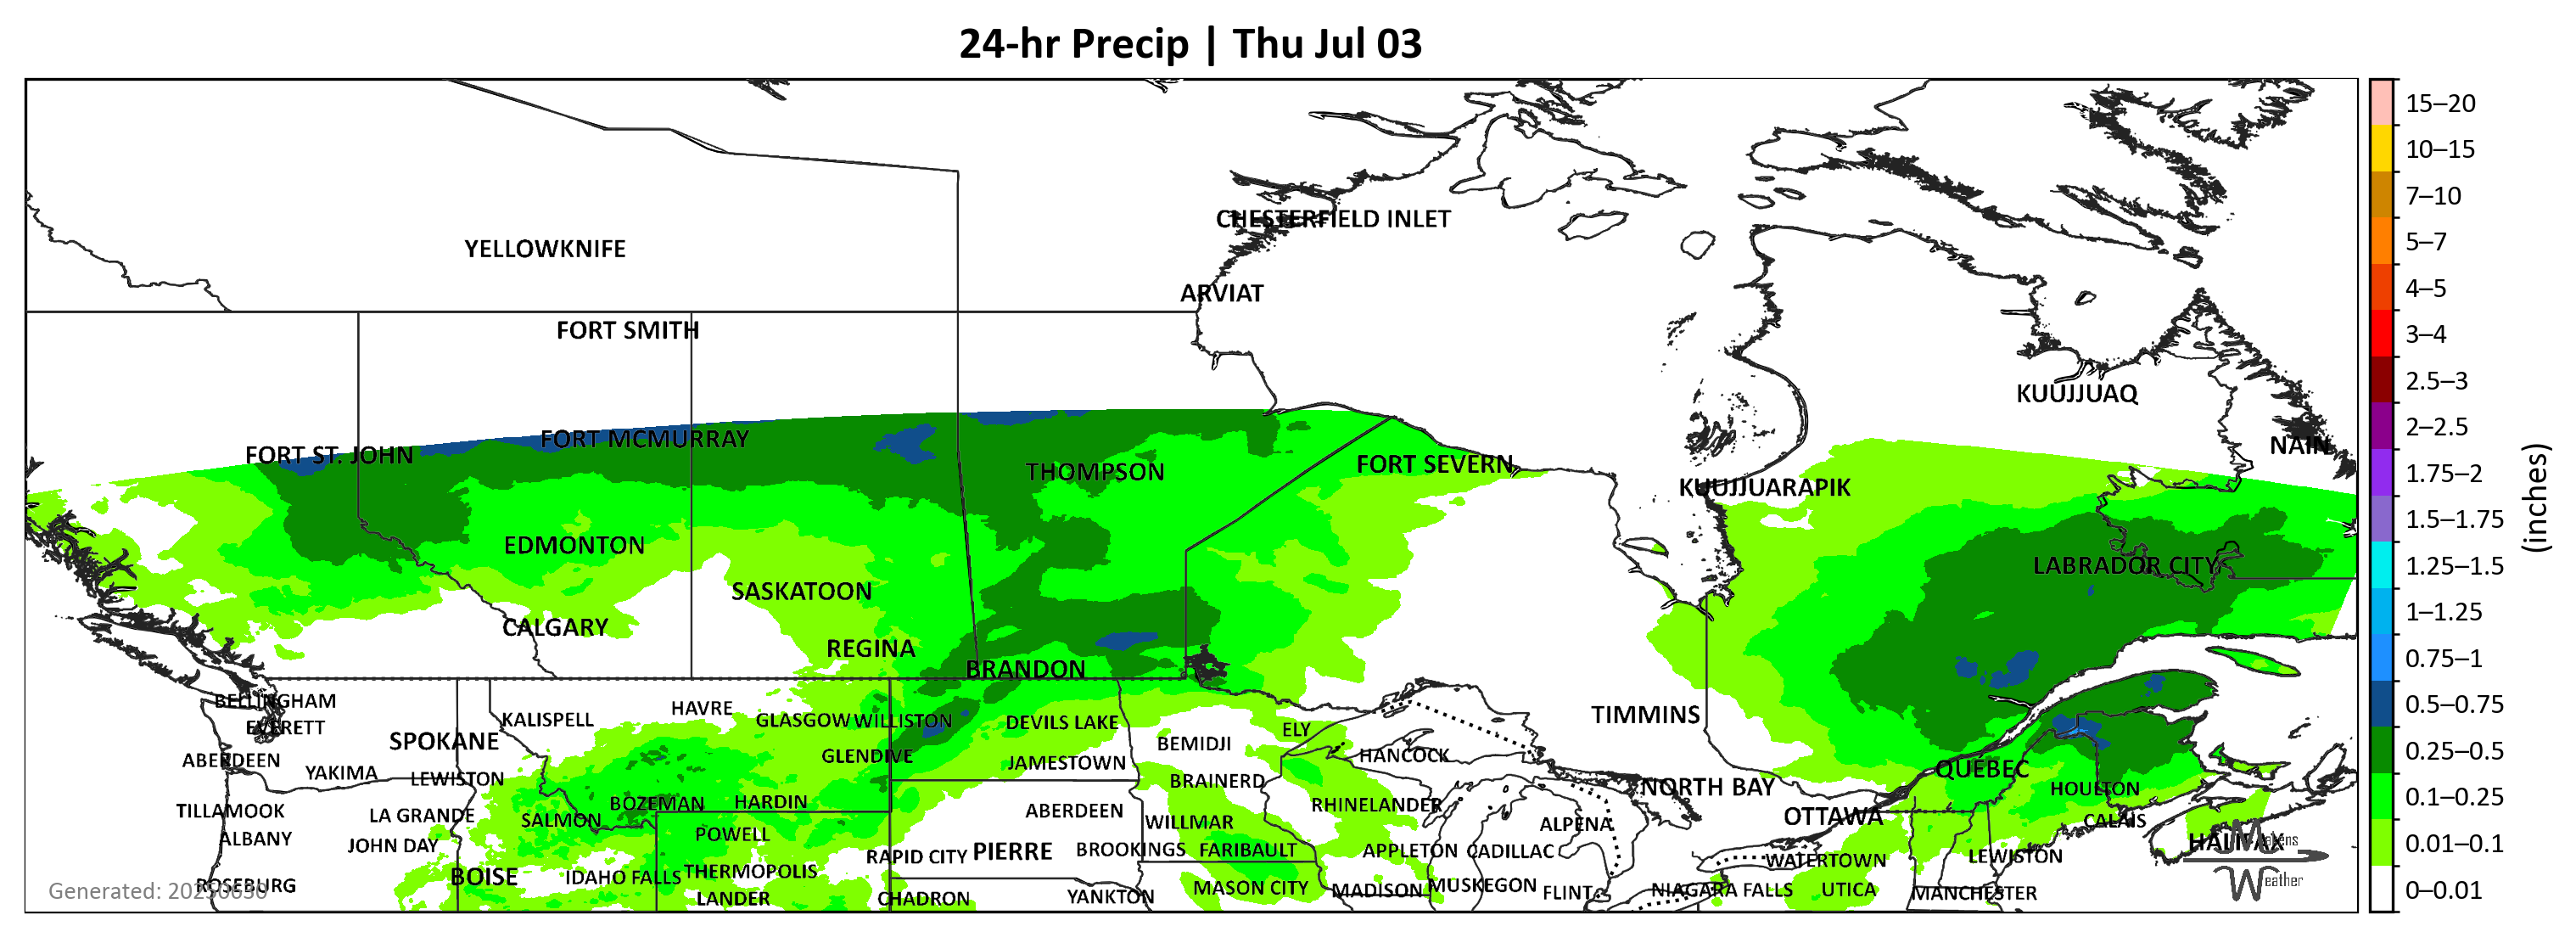 24-hr Precip | Thu Jul 03
CHESTERFIELD INLET
YELLOWKNIFE
ARVIAT
FORT SMITH
KUUJJUAQ
FORT MCMURRAY
NAIN
FORT ST. JOHN
THOMPSON
FORT SEVERN
KUUJJUARAPIK
EDMONTON
LABRADOR CITY
SASKATOON
CALGARY
REGINA
BRANDON
BELLINGHAM
HAVRE
KALISPELL
GLASGOW
WILLISTON
DEVILS LAKE
TIMMINS
EVERETT
ELY
SPOKANE
BEMIDJI
ABERDEEN
GLENDIVE
JAMESTOWN
HANCOCK
QUEBEC
YAKIMA
LEWISTON
BRAINERD
NORTH BAY
HOULTON
TILLAMOOK
LA GRANDE
BOZEMAN
HARDIN
ABERDEEN
RHINELANDER
OTTAWA
SALMON
WILLMAR
ALPENA
CALAIS
ALBANY
JOHN DAY
POWELL
HALIFAX
RAPID CITY
PIERRE
BROOKINGS
FARIBAULT
APPLETON
CADILLAC
WATERTOWN
LEWISTON
BOISE
IDAHO FALLS
THERMOPOLIS
ROSEBURG
MASON CITY
MADISON
MUSKEGON
FLINT
NIAGARA FALLS
UTICA
MANCHESTER
LANDER
CHADRON
YANKTON
Generated: 20250630
Weather
15–20
10–15
7–10
5–7
4–5
3–4
2.5–3
2–2.5
1.75–2
1.5–1.75
1.25–1.5
1–1.25
0.75–1
0.5–0.75
0.25–0.5
0.1–0.25
0.01–0.1
0–0.01
(inches)